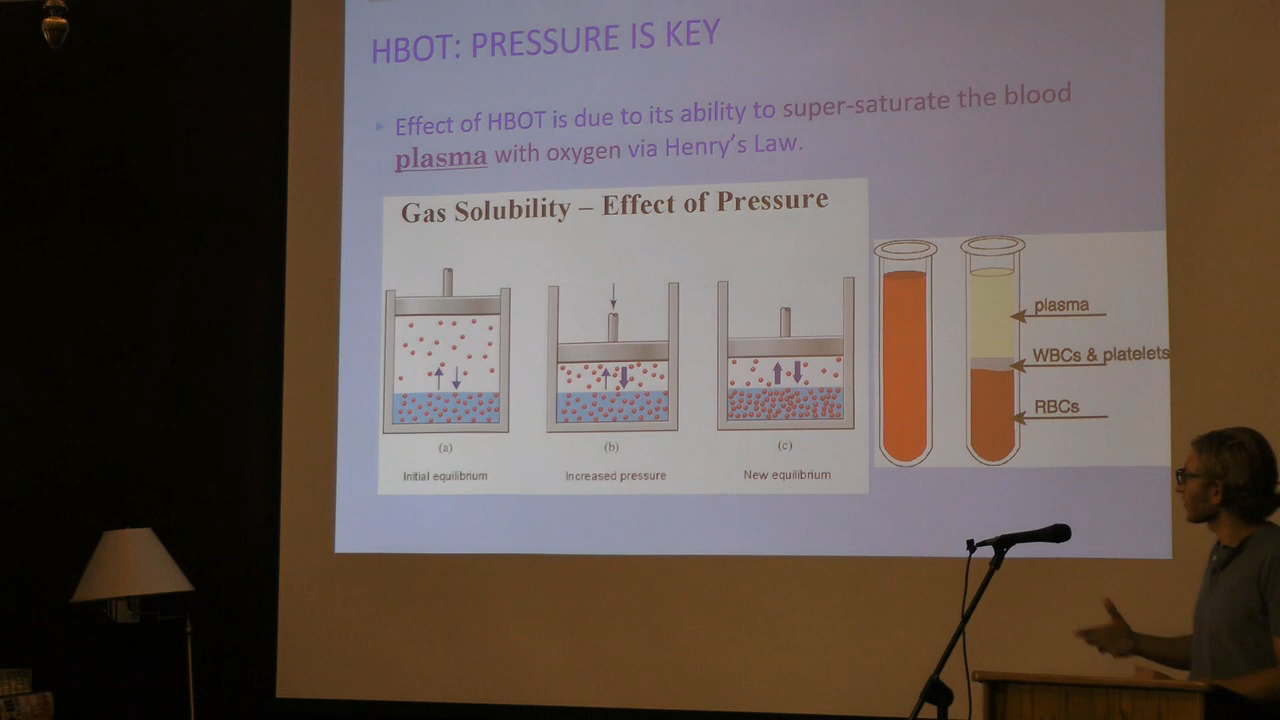 HBOT: PRESSURE IS KEY
Effect of HBOT is due to its ability to super-saturate the blood
plasma with oxygen via Henry's Law.
Gas Solubility – Effect of Pressure
(a)
(b)
(c)
Initial equilibrium
Increased pressure
New equilibrium
plasma
WBCs & platelets
RBCs